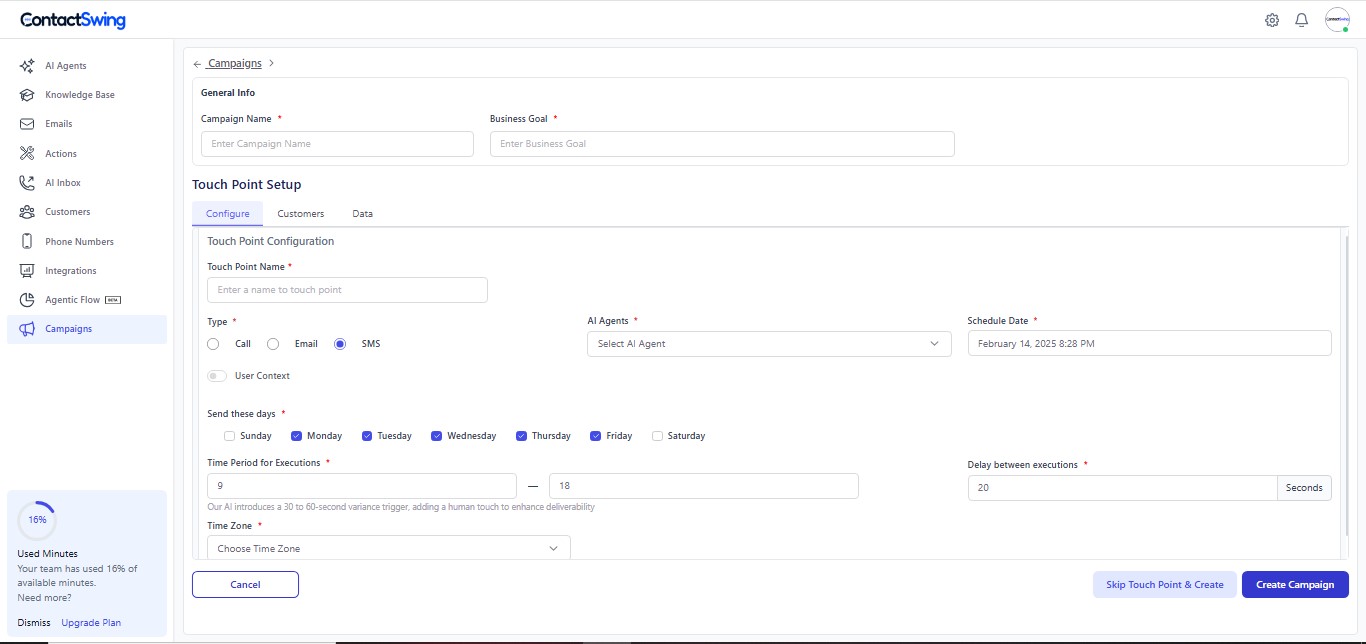 ContactSwing
AI Agents
Knowledge Base
Emails
Actions
AI Inbox
Customers
Phone Numbers
Integrations
Agentic Flow BETA
Campaigns
16%
Used Minutes
Your team has used 16% of
available minutes.
Need more?
Dismiss Upgrade Plan
← Campaigns >
General Info
Campaign Name * Business Goal *
Enter Campaign Name Enter Business Goal
Touch Point Setup
Configure Customers Data
Touch Point Configuration
Touch Point Name *
Enter a name to touch point
Type * AI Agents * Schedule Date *
Call Email SMS Select AI Agent February 14, 2025 8:28 PM
User Context
Send these days *
Sunday Monday Tuesday Wednesday Thursday Friday Saturday
Time Period for Executions * Delay between executions *
9 — 18 20 Seconds
Our AI introduces a 30 to 60-second variance trigger, adding a human touch to enhance deliverability
Time Zone *
Choose Time Zone
Cancel Skip Touch Point & Create Create Campaign